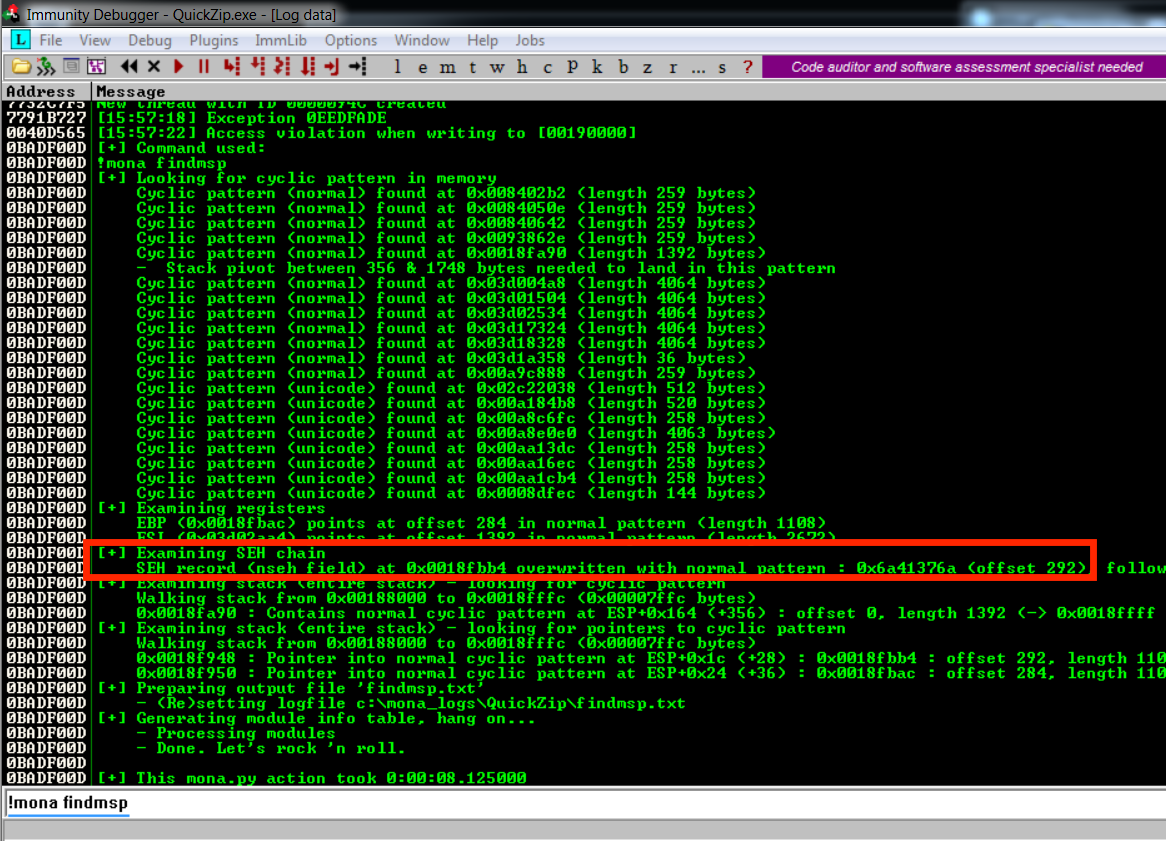 Immunity Debugger - QuickZip.exe - [Log data]
L File View Debug Plugins ImmLib Options Window Help Jobs
l e m t w h c P k b z r ... s ? Code auditor and software assessment specialist needed
Address Message
7732C7F5 New thread with ID 0000094C created
7791B727 [15:57:18] Exception 0EEDFADE
0040D565 [15:57:22] Access violation when writing to [00190000]
0BADF00D [+] Command used:
0BADF00D !mona findmsp
0BADF00D [+] Looking for cyclic pattern in memory
0BADF00D Cyclic pattern (normal) found at 0x008402b2 (length 259 bytes)
0BADF00D Cyclic pattern (normal) found at 0x0084050e (length 259 bytes)
0BADF00D Cyclic pattern (normal) found at 0x00840642 (length 259 bytes)
0BADF00D Cyclic pattern (normal) found at 0x0093862e (length 259 bytes)
0BADF00D Cyclic pattern (normal) found at 0x0018fa90 (length 1392 bytes)
0BADF00D - Stack pivot between 356 & 1748 bytes needed to land in this pattern
0BADF00D Cyclic pattern (normal) found at 0x03d004a8 (length 4064 bytes)
0BADF00D Cyclic pattern (normal) found at 0x03d01504 (length 4064 bytes)
0BADF00D Cyclic pattern (normal) found at 0x03d02534 (length 4064 bytes)
0BADF00D Cyclic pattern (normal) found at 0x03d17324 (length 4064 bytes)
0BADF00D Cyclic pattern (normal) found at 0x03d18328 (length 4064 bytes)
0BADF00D Cyclic pattern (normal) found at 0x03d1a358 (length 36 bytes)
0BADF00D Cyclic pattern (normal) found at 0x00a9c888 (length 259 bytes)
0BADF00D Cyclic pattern (unicode) found at 0x02c22038 (length 512 bytes)
0BADF00D Cyclic pattern (unicode) found at 0x00a184b8 (length 520 bytes)
0BADF00D Cyclic pattern (unicode) found at 0x00a8c6fc (length 258 bytes)
0BADF00D Cyclic pattern (unicode) found at 0x00a8e0e0 (length 4063 bytes)
0BADF00D Cyclic pattern (unicode) found at 0x00aa13dc (length 258 bytes)
0BADF00D Cyclic pattern (unicode) found at 0x00aa16ec (length 258 bytes)
0BADF00D Cyclic pattern (unicode) found at 0x00aa1cb4 (length 258 bytes)
0BADF00D Cyclic pattern (unicode) found at 0x0008dfec (length 144 bytes)
0BADF00D [+] Examining registers
0BADF00D EBP (0x0018fbac) points at offset 284 in normal pattern (length 1108)
0BADF00D ESI (0x03d02aa4) points at offset 1392 in normal pattern (length 2672)
0BADF00D [+] Examining SEH chain
0BADF00D SEH record (nseh field) at 0x0018fbb4 overwritten with normal pattern : 0x6a41376a (offset 292), follow
0BADF00D [+] Examining stack (entire stack) - looking for cyclic pattern
0BADF00D Walking stack from 0x00188000 to 0x0018fffc (0x00007ffc bytes)
0BADF00D 0x0018fa90 : Contains normal cyclic pattern at ESP+0x164 (+356) : offset 0, length 1392 (-> 0x0018ffff
0BADF00D [+] Examining stack (entire stack) - looking for pointers to cyclic pattern
0BADF00D Walking stack from 0x00188000 to 0x0018fffc (0x00007ffc bytes)
0BADF00D 0x0018f948 : Pointer into normal cyclic pattern at ESP+0x1c (+28) : 0x0018fbb4 : offset 292, length 110
0BADF00D 0x0018f950 : Pointer into normal cyclic pattern at ESP+0x24 (+36) : 0x0018fbac : offset 284, length 110
0BADF00D [+] Preparing output file 'findmsp.txt'
0BADF00D - (Re)setting logfile c:\mona_logs\QuickZip\findmsp.txt
0BADF00D [+] Generating module info table, hang on...
0BADF00D - Processing modules
0BADF00D - Done. Let's rock 'n roll.
0BADF00D
0BADF00D [+] This mona.py action took 0:00:08.125000
!mona findmsp